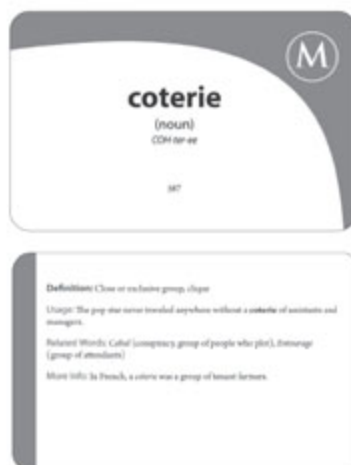 M
coterie
(noun)
COH-ter-ee
387
Definition: Close or exclusive group, clique
Usage: The pop star never traveled anywhere without a coterie of assistants and
managers.
Related Words: Cabal (conspiracy, group of people who plot), Entourage
(group of attendants)
More Info: In French, a coterie was a group of tenant farmers.